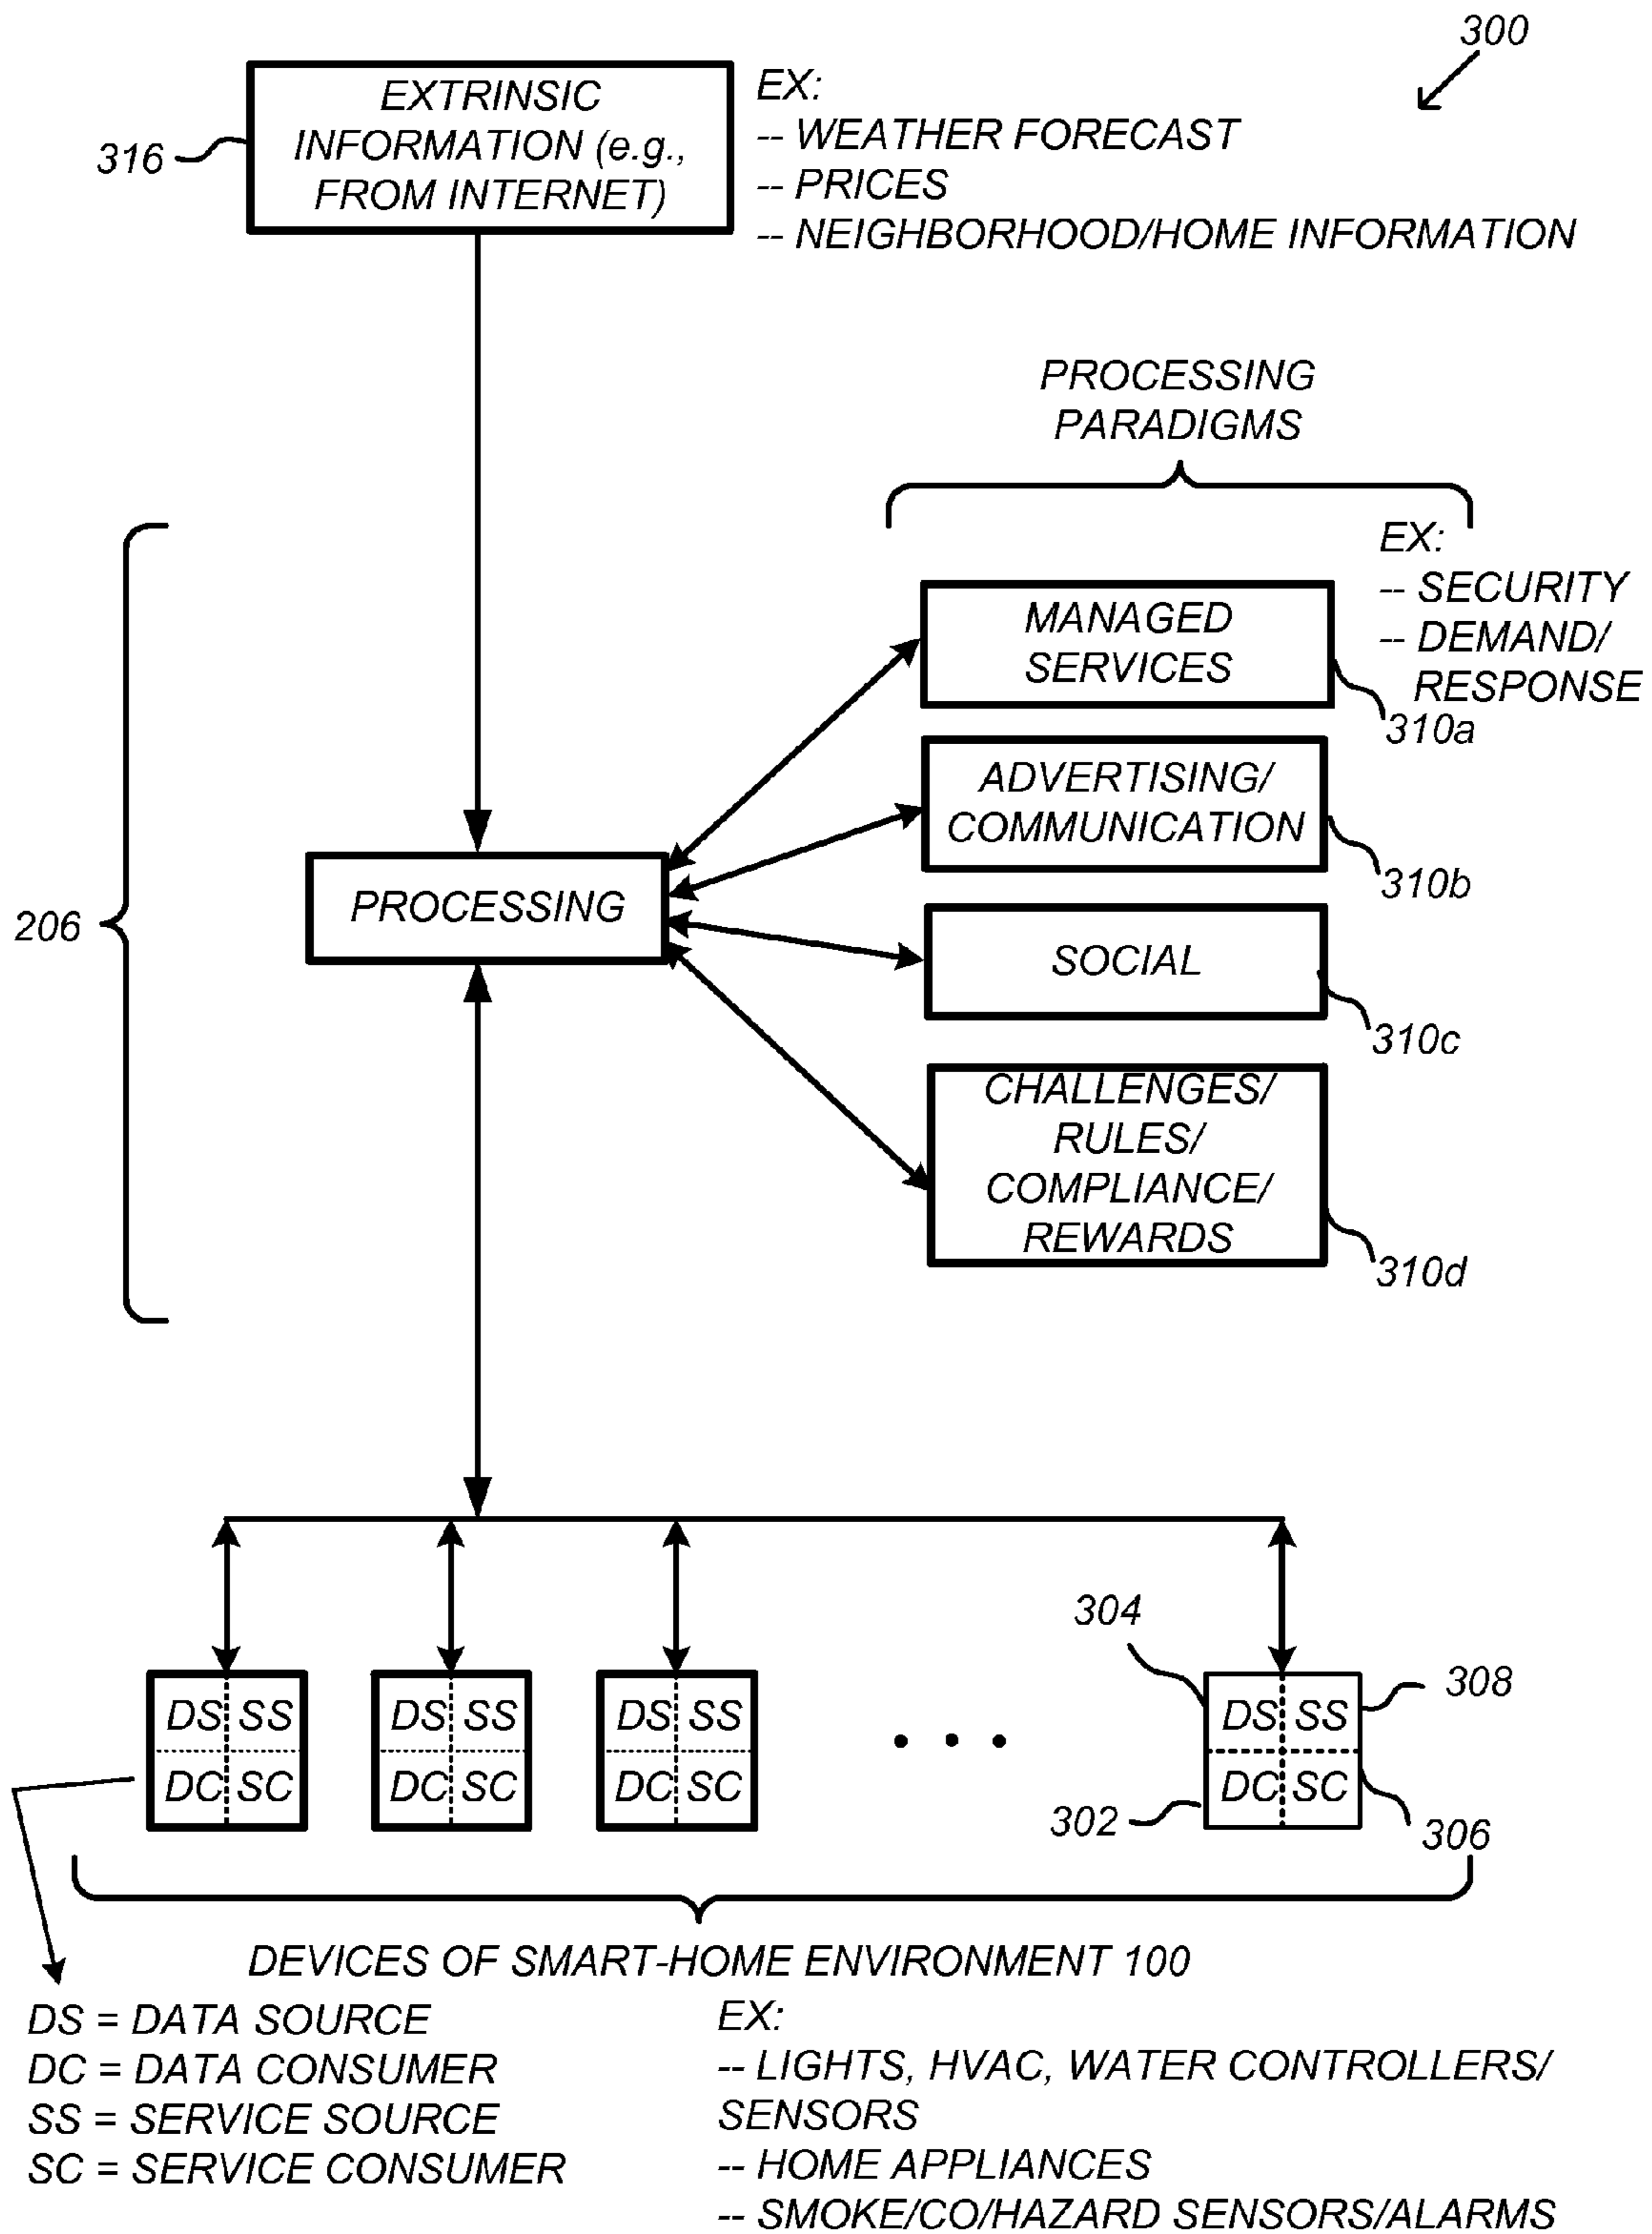 300
EXTRINSIC
INFORMATION (e.g.,
FROM INTERNET)
316
EX:
-- WEATHER FORECAST
-- PRICES
-- NEIGHBORHOOD/HOME INFORMATION
PROCESSING
PARADIGMS
EX:
-- SECURITY
-- DEMAND/
RESPONSE
MANAGED
SERVICES
310a
ADVERTISING/
COMMUNICATION
310b
206
PROCESSING
SOCIAL
310c
CHALLENGES/
RULES/
COMPLIANCE/
REWARDS
310d
304
308
DS SS
DC SC
DS SS
DC SC
DS SS
DC SC
. . .
DS SS
DC SC
302
306
DEVICES OF SMART-HOME ENVIRONMENT 100
DS = DATA SOURCE
DC = DATA CONSUMER
SS = SERVICE SOURCE
SC = SERVICE CONSUMER
EX:
-- LIGHTS, HVAC, WATER CONTROLLERS/
SENSORS
-- HOME APPLIANCES
-- SMOKE/CO/HAZARD SENSORS/ALARMS